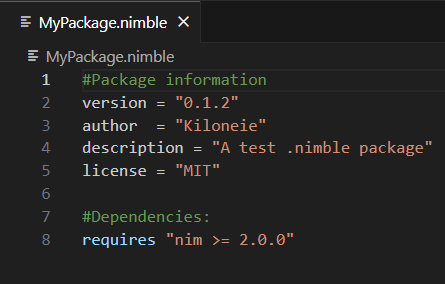 MyPackage.nimble
MyPackage.nimble
1 #Package information
2 version = "0.1.2"
3 author  = "Kiloneie"
4 description = "A test .nimble package"
5 license = "MIT"
6
7 #Dependencies:
8 requires "nim >= 2.0.0"